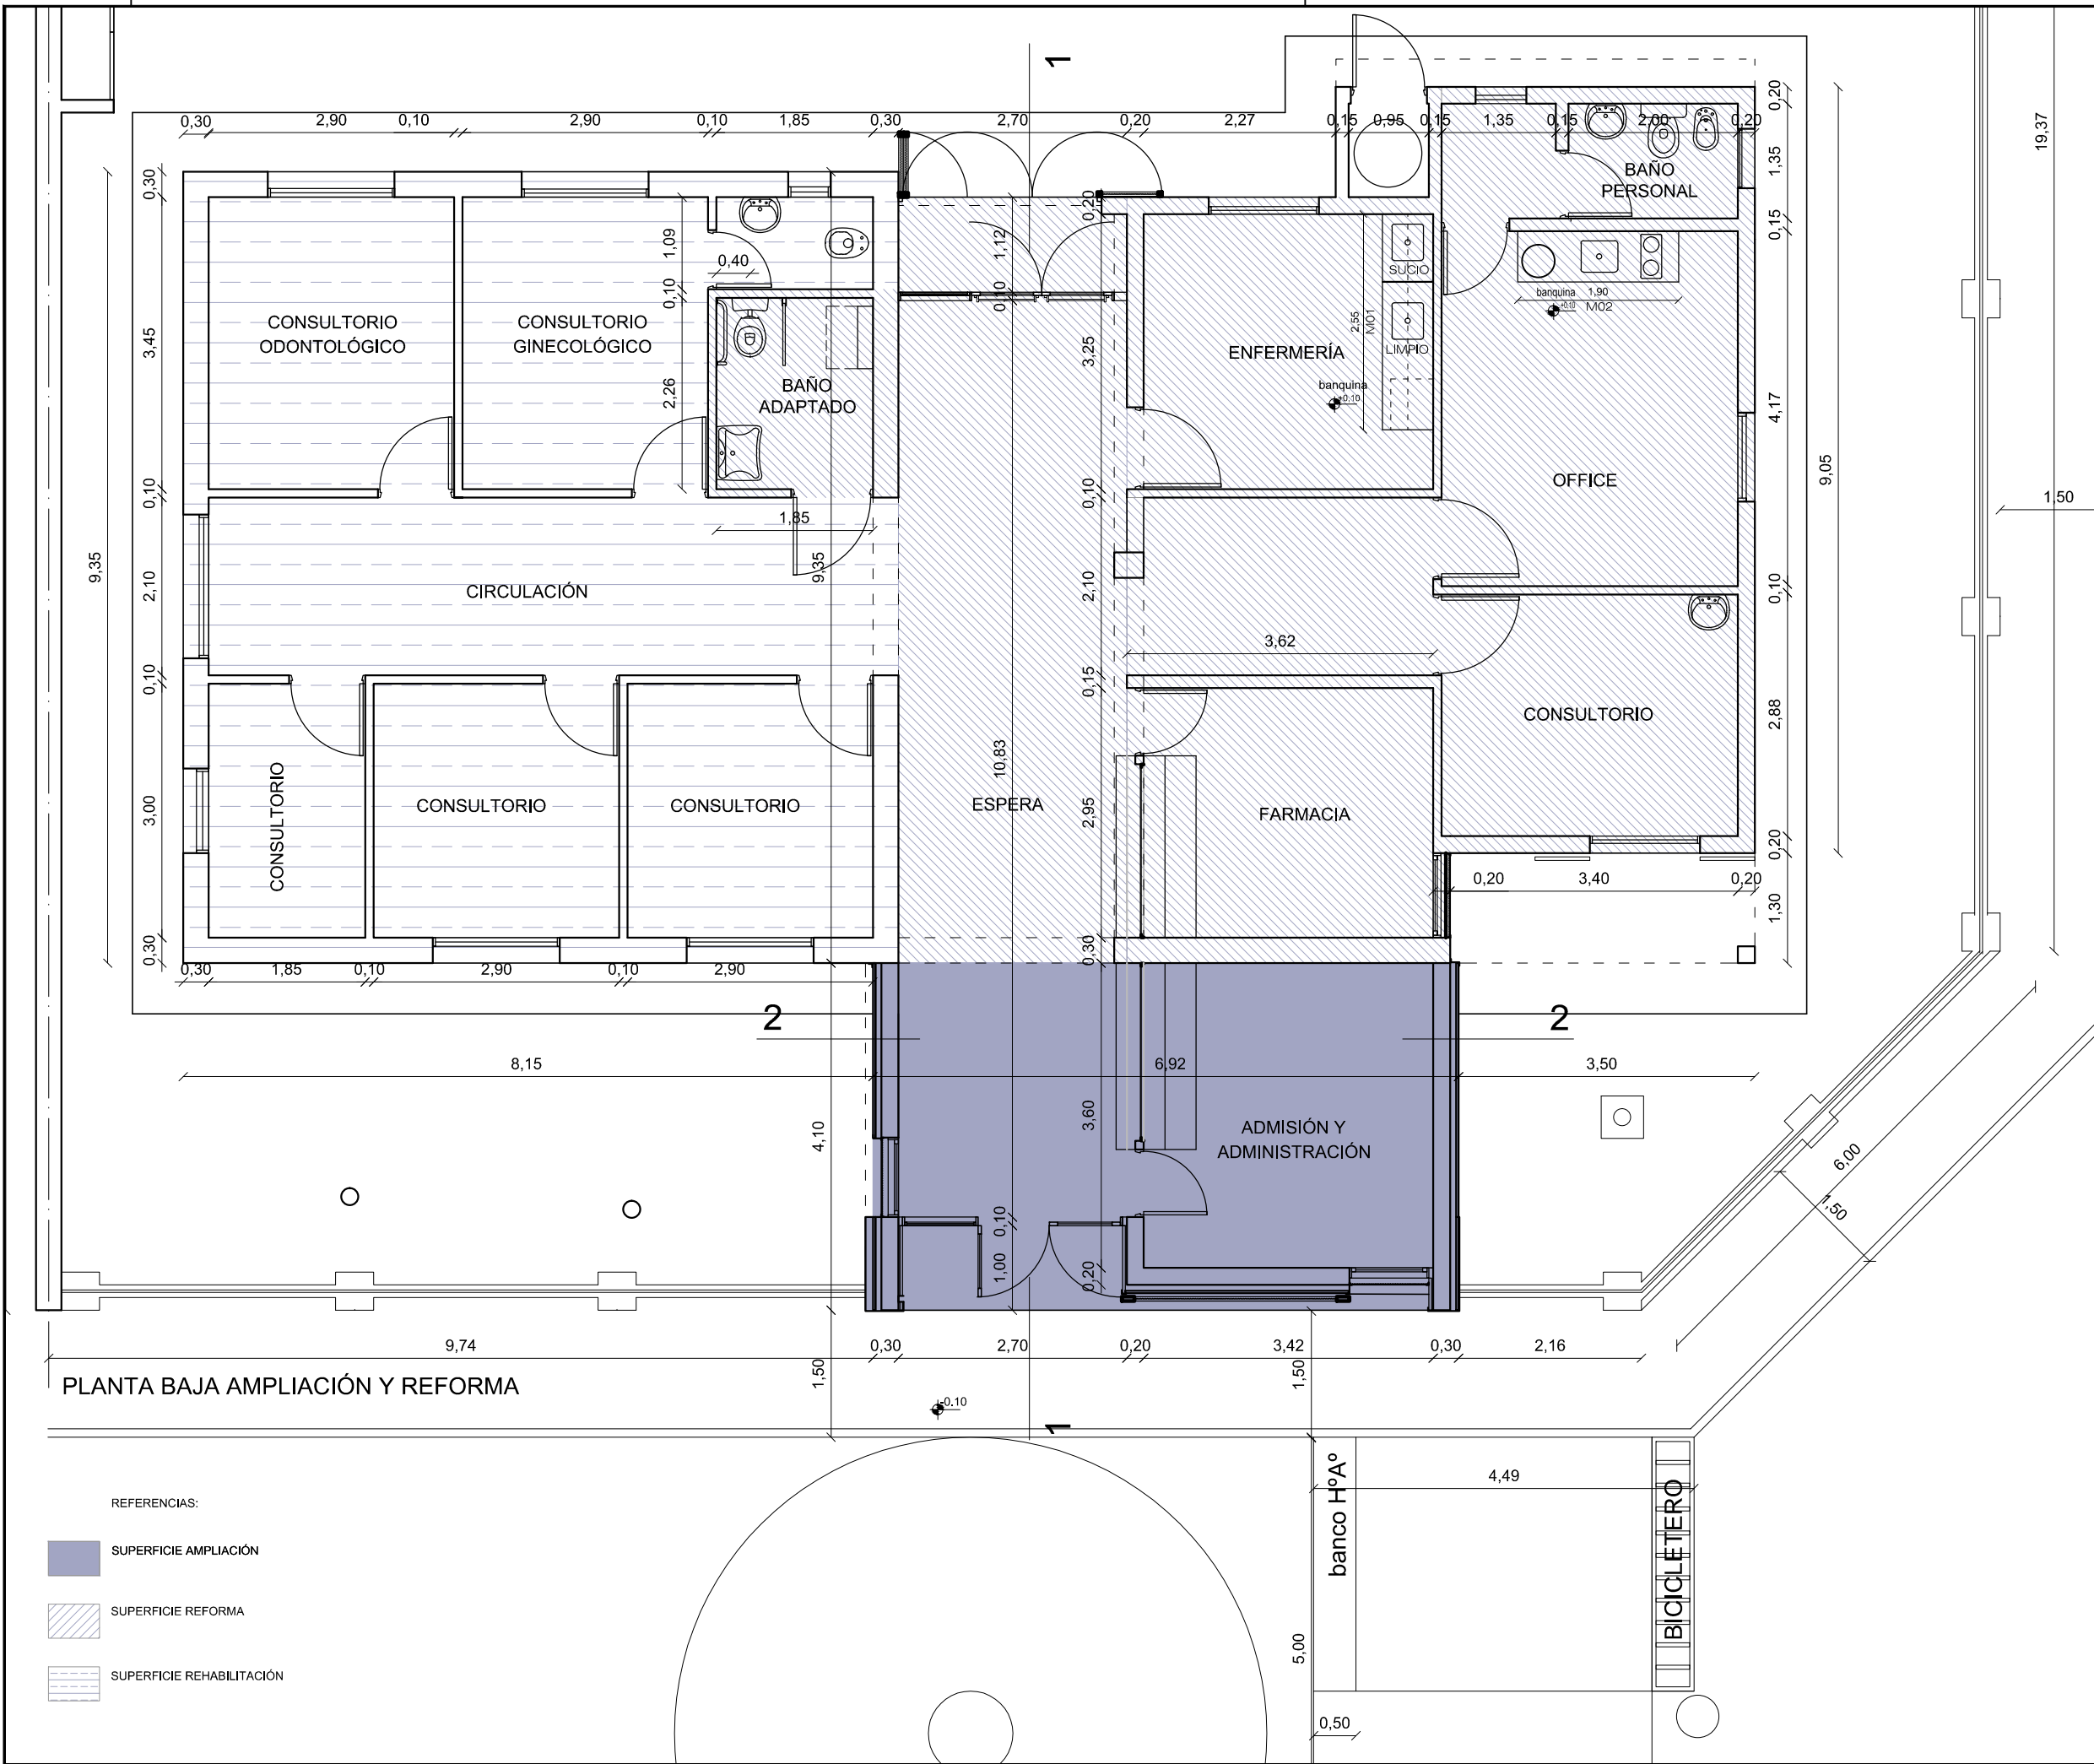 1
0,30
2,90
0,10
2,90
0,10
1,85
0,30
2,70
0,20
2,27
0,15
0,95
0,15
1,35
0,15
2,00
0,20
0,20
19,37
BAÑO
PERSONAL
1,35
0,30
0,20
1,12
1,09
0,40
0,15
SUCIO
banquina 1,90
+0.10 M02
0,10
0,10
CONSULTORIO
ODONTOLÓGICO
CONSULTORIO
GINECOLÓGICO
3,45
2,55
M01
LIMPIO
3,25
ENFERMERÍA
BAÑO
ADAPTADO
2,26
banquina
+0.10
4,17
9,05
OFFICE
1,50
0,10
0,10
1,85
9,35
9,35
2,10
CIRCULACIÓN
2,10
0,10
3,62
0,10
0,15
CONSULTORIO
2,88
10,83
3,00
CONSULTORIO
CONSULTORIO
CONSULTORIO
ESPERA
2,95
FARMACIA
0,20
0,20
3,40
0,20
1,30
0,30
0,30
0,30
1,85
0,10
2,90
0,10
2,90
2
2
8,15
6,92
3,50
4,10
3,60
ADMISIÓN Y
ADMINISTRACIÓN
6,00
1,50
0,10
1,00
0,20
9,74
0,30
2,70
0,20
3,42
0,30
2,16
1,50
1,50
PLANTA BAJA AMPLIACIÓN Y REFORMA
-0.10
1
banco HºAº
4,49
BICICLETERO
5,00
0,50
REFERENCIAS:
SUPERFICIE AMPLIACIÓN
SUPERFICIE REFORMA
SUPERFICIE REHABILITACIÓN